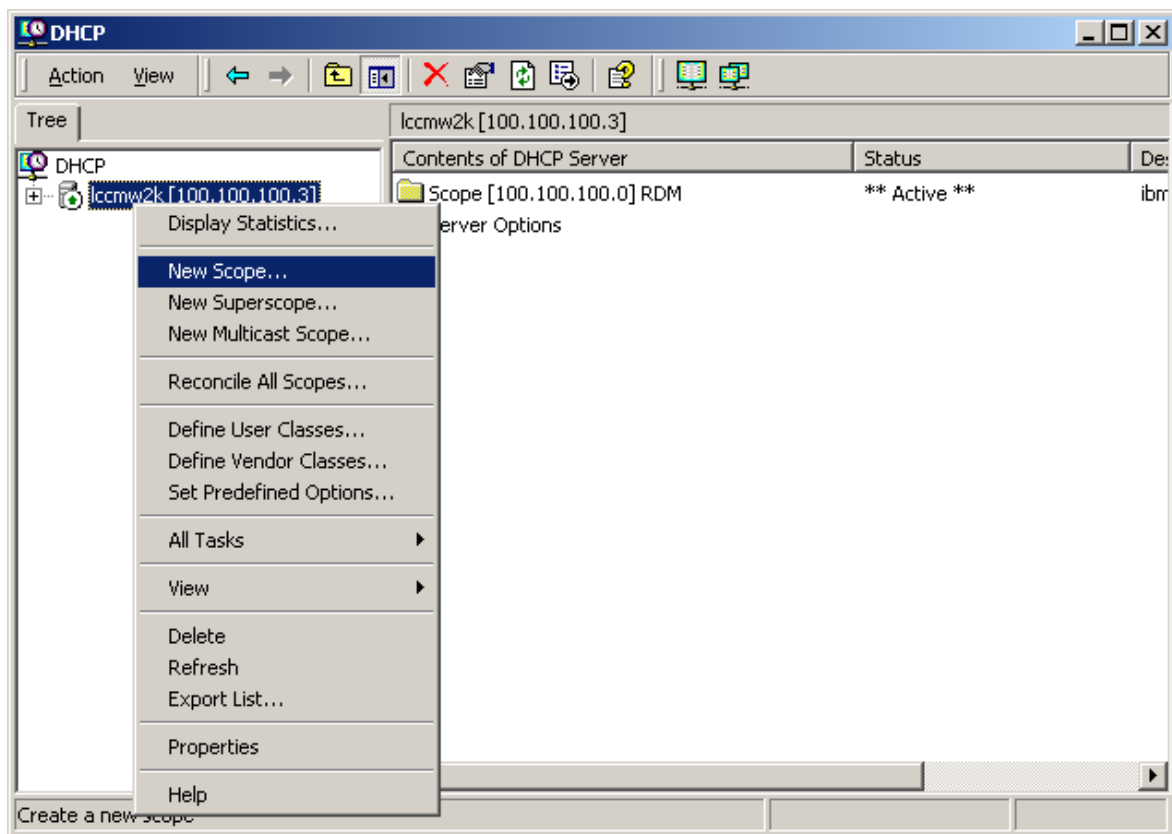 DHCP
Action View
Tree
lccmw2k [100.100.100.3]
DHCP
lccmw2k [100.100.100.3]
Contents of DHCP Server Status De
Scope [100.100.100.0] RDM ** Active ** ibm
erver Options
Display Statistics...
New Scope...
New Superscope...
New Multicast Scope...
Reconcile All Scopes...
Define User Classes...
Define Vendor Classes...
Set Predefined Options...
All Tasks
View
Delete
Refresh
Export List...
Properties
Help
Create a new scope